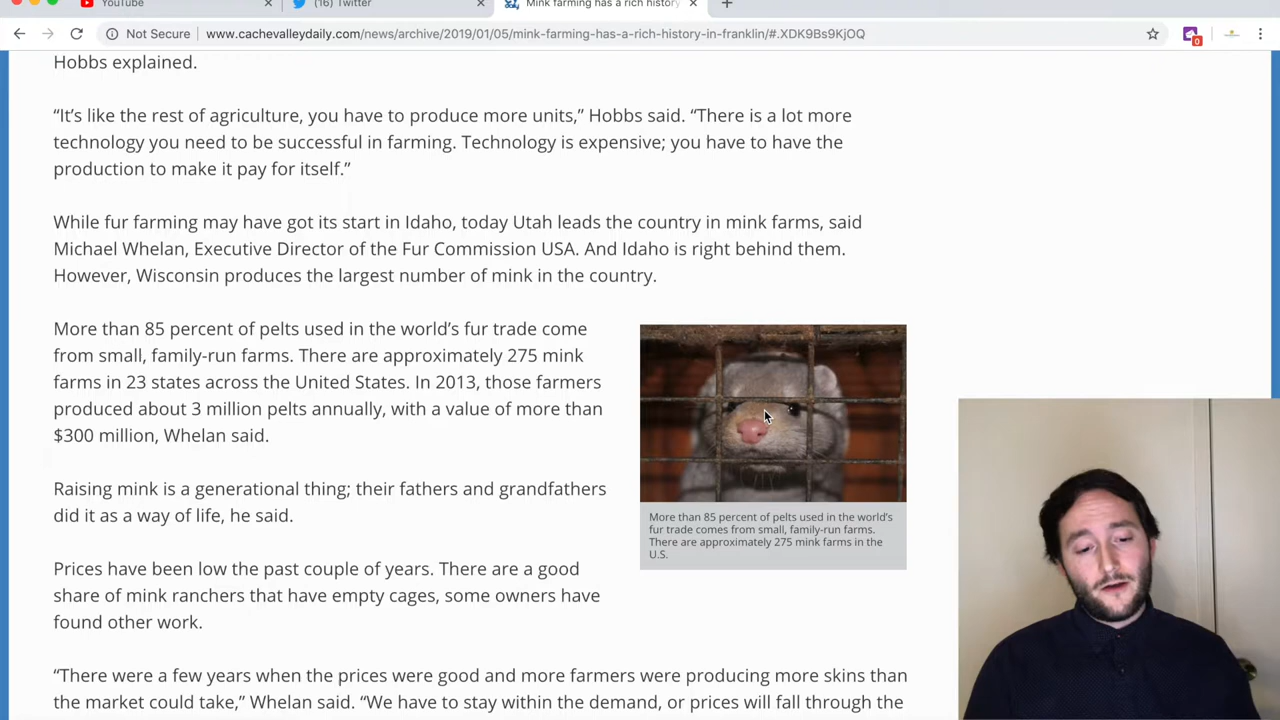 YouTube
(16) Twitter
Mink farming has a rich history
Not Secure
www.cachevalleydaily.com/news/archive/2019/01/05/mink-farming-has-a-rich-history-in-franklin/#.XDK9Bs9KjOQ
0
Hobbs explained.
“It’s like the rest of agriculture, you have to produce more units,” Hobbs said. “There is a lot more
technology you need to be successful in farming. Technology is expensive; you have to have the
production to make it pay for itself.”
While fur farming may have got its start in Idaho, today Utah leads the country in mink farms, said
Michael Whelan, Executive Director of the Fur Commission USA. And Idaho is right behind them.
However, Wisconsin produces the largest number of mink in the country.
More than 85 percent of pelts used in the world’s fur trade come
from small, family-run farms. There are approximately 275 mink
farms in 23 states across the United States. In 2013, those farmers
produced about 3 million pelts annually, with a value of more than
$300 million, Whelan said.
More than 85 percent of pelts used in the world’s
fur trade comes from small, family-run farms.
There are approximately 275 mink farms in the
U.S.
Raising mink is a generational thing; their fathers and grandfathers
did it as a way of life, he said.
Prices have been low the past couple of years. There are a good
share of mink ranchers that have empty cages, some owners have
found other work.
“There were a few years when the prices were good and more farmers were producing more skins than
the market could take,” Whelan said. “We have to stay within the demand, or prices will fall through the